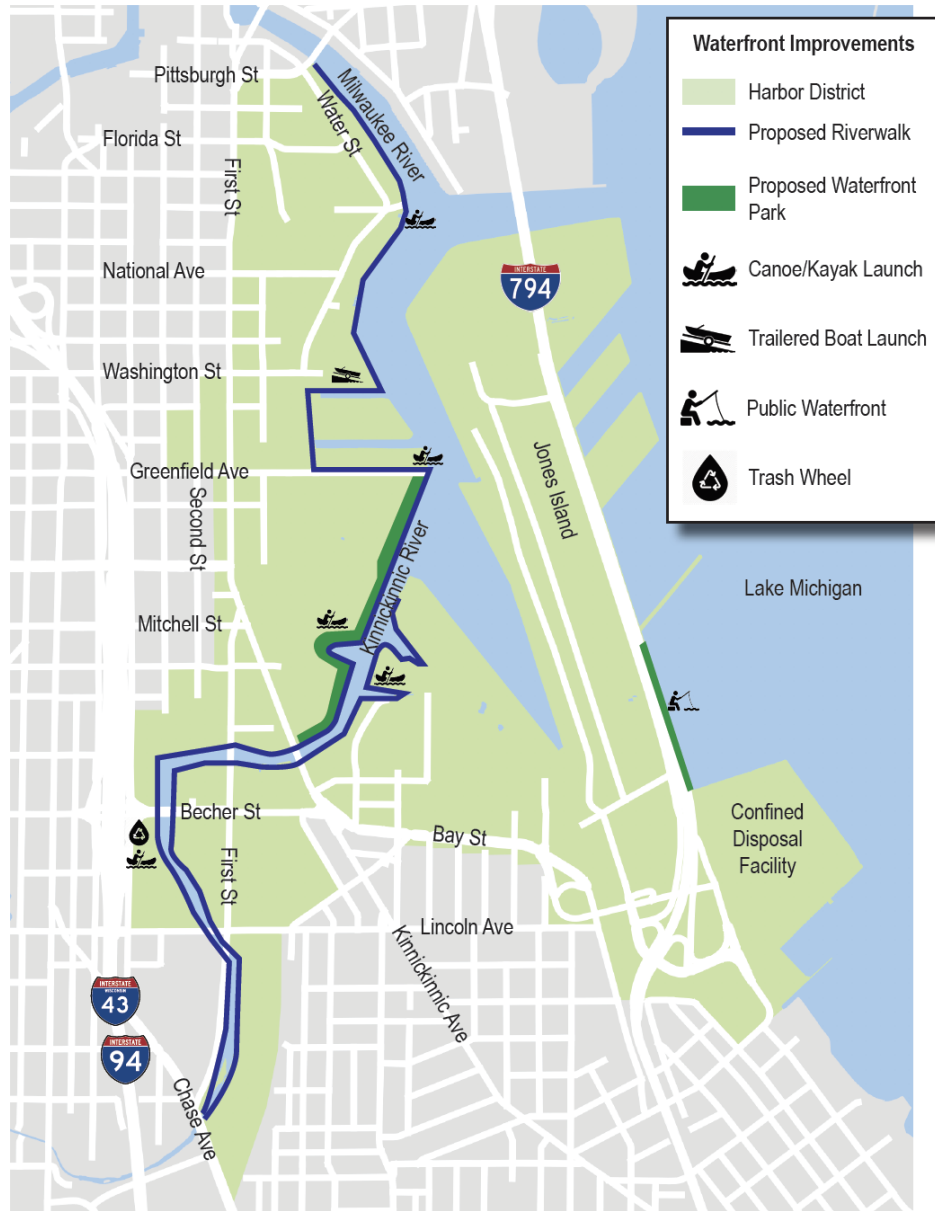 Waterfront Improvements
Harbor District
Proposed Riverwalk
Proposed Waterfront
Park
Canoe/Kayak Launch
Trailered Boat Launch
Public Waterfront
Trash Wheel
Pittsburgh St
Milwaukee River
Water St
Florida St
First St
National Ave
INTERSTATE
794
Washington St
Greenfield Ave
Second St
Jones Island
Kinnickinnic River
Lake Michigan
Mitchell St
Becher St
Bay St
Confined
Disposal
Facility
First St
Lincoln Ave
Kinnickinnic Ave
INTERSTATE
WISCONSIN
43
INTERSTATE
94
Chase Ave